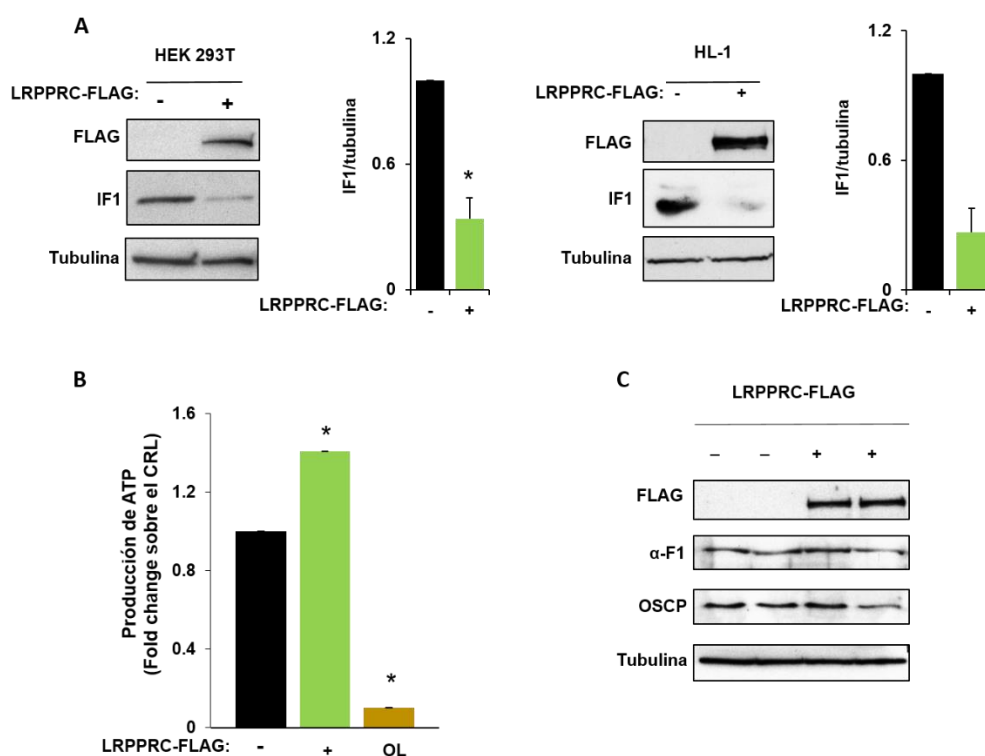 A
HEK 293T
LRPPRC-FLAG: - +
FLAG
IF1
Tubulina
1.2
0.6
0
IF1/tubulina
*
LRPPRC-FLAG: - +
HL-1
LRPPRC-FLAG: - +
FLAG
IF1
Tubulina
1.2
0.6
0
IF1/tubulina
LRPPRC-FLAG: - +
B
Producción de ATP
(Fold change sobre el CRL)
1.6
1.2
0.8
0.4
0
*
*
LRPPRC-FLAG: - + OL
C
LRPPRC-FLAG
– – + +
FLAG
α-F1
OSCP
Tubulina